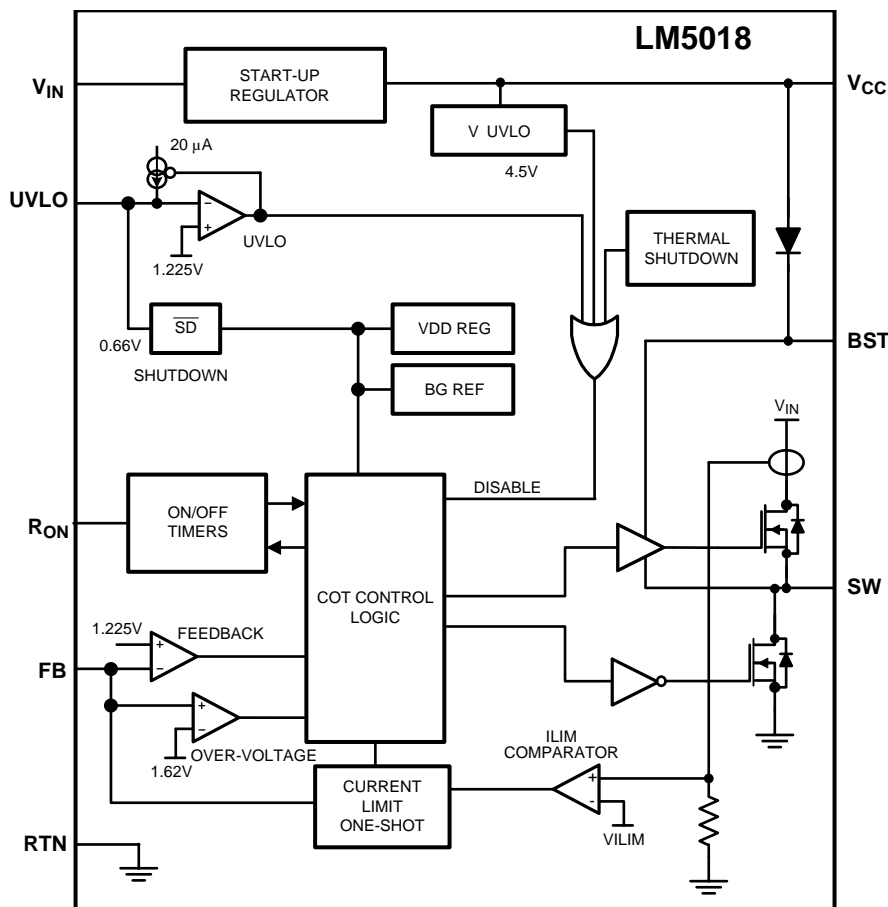 LM5018
START-UP
REGULATOR
VIN
VCC
V UVLO
4.5V
20 μA
UVLO
UVLO
1.225V
THERMAL
SHUTDOWN
SD
0.66V
SHUTDOWN
VDD REG
BG REF
BST
VIN
RON
ON/OFF
TIMERS
DISABLE
COT CONTROL
LOGIC
SW
1.225V
FEEDBACK
FB
OVER-VOLTAGE
1.62V
ILIM
COMPARATOR
CURRENT
LIMIT
ONE-SHOT
VILIM
RTN